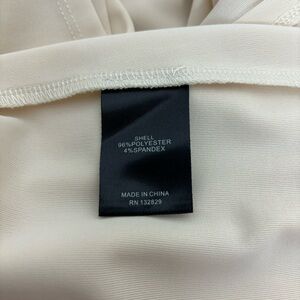 SHELL
96%POLYESTER
4%SPANDEX
MADE IN CHINA
RN 132829